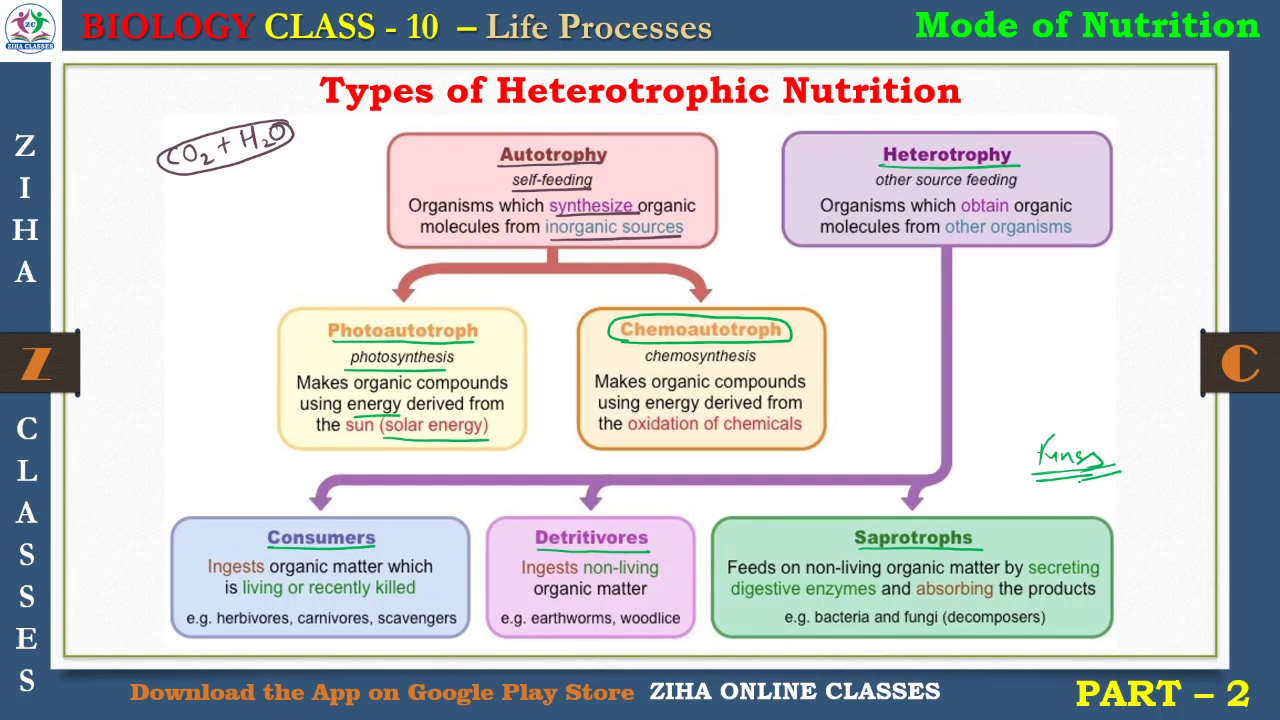 ZC
ZIHA CLASSES
BIOLOGY CLASS - 10 – Life Processes
Mode of Nutrition
Types of Heterotrophic Nutrition
CO₂ + H₂O
Autotrophy
self-feeding
Organisms which synthesize organic
molecules from inorganic sources
Heterotrophy
other source feeding
Organisms which obtain organic
molecules from other organisms
Photoautotroph
photosynthesis
Makes organic compounds
using energy derived from
the sun (solar energy)
Chemoautotroph
chemosynthesis
Makes organic compounds
using energy derived from
the oxidation of chemicals
Consumers
Ingests organic matter which
is living or recently killed
e.g. herbivores, carnivores, scavengers
Detritivores
Ingests non-living
organic matter
e.g. earthworms, woodlice
Saprotrophs
Feeds on non-living organic matter by secreting
digestive enzymes and absorbing the products
e.g. bacteria and fungi (decomposers)
Z
I
H
A
Z
C
L
A
S
S
E
S
C
Download the App on Google Play Store ZIHA ONLINE CLASSES
PART – 2